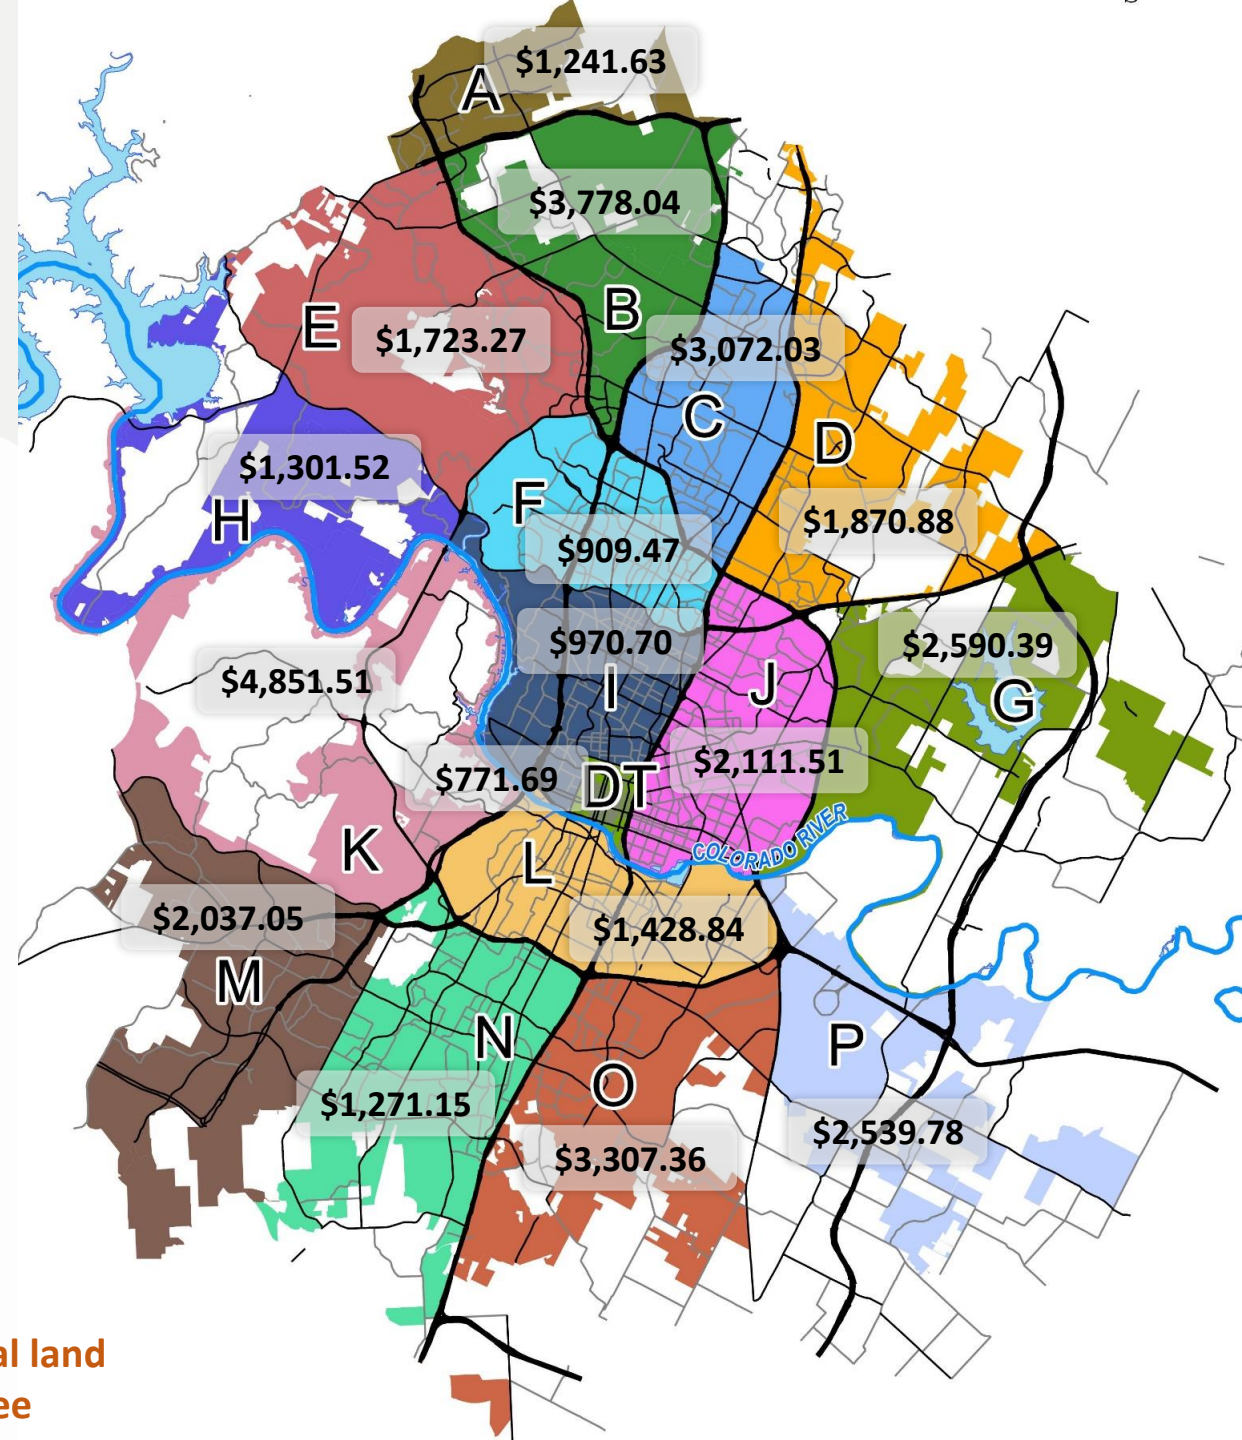 $1,241.63
A
$3,778.04
B
E
$1,723.27
$3,072.03
C
D
$1,301.52
H
F
$1,870.88
$909.47
$970.70
I
J
$2,590.39
G
$4,851.51
$771.69
DT
$2,111.51
COLORADO RIVER
K
L
$2,037.05
$1,428.84
M
N
P
O
$1,271.15
$2,539.78
$3,307.36
al land
ee